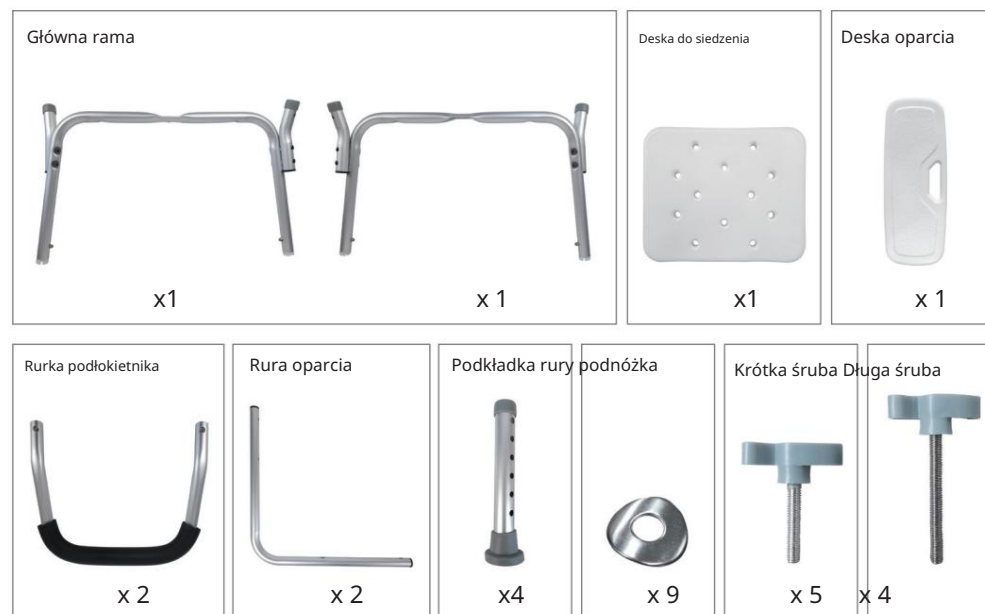 Główna rama
Deska do siedzenia
Deska oparcia
x1
x 1
x1
x 1
Rurka podłokietnika
Rura oparcia
Podkładka rury podnóżka
Krótka śruba Długa śruba
x 2
x 2
x4
x 9
x 5
x 4